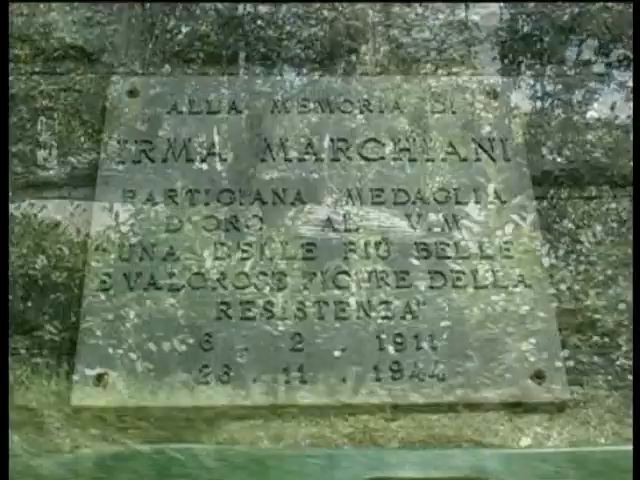 ALLA MEMORIA DI
IRMA MARCHIANI
PARTIGIANA MEDAGLIA
D'ORO AL V.M.
"UNA DELLE PIÙ BELLE
E VALOROSE FIGURE DELLA
RESISTENZA"
6 . 2 . 1911
26 . 11 . 1944